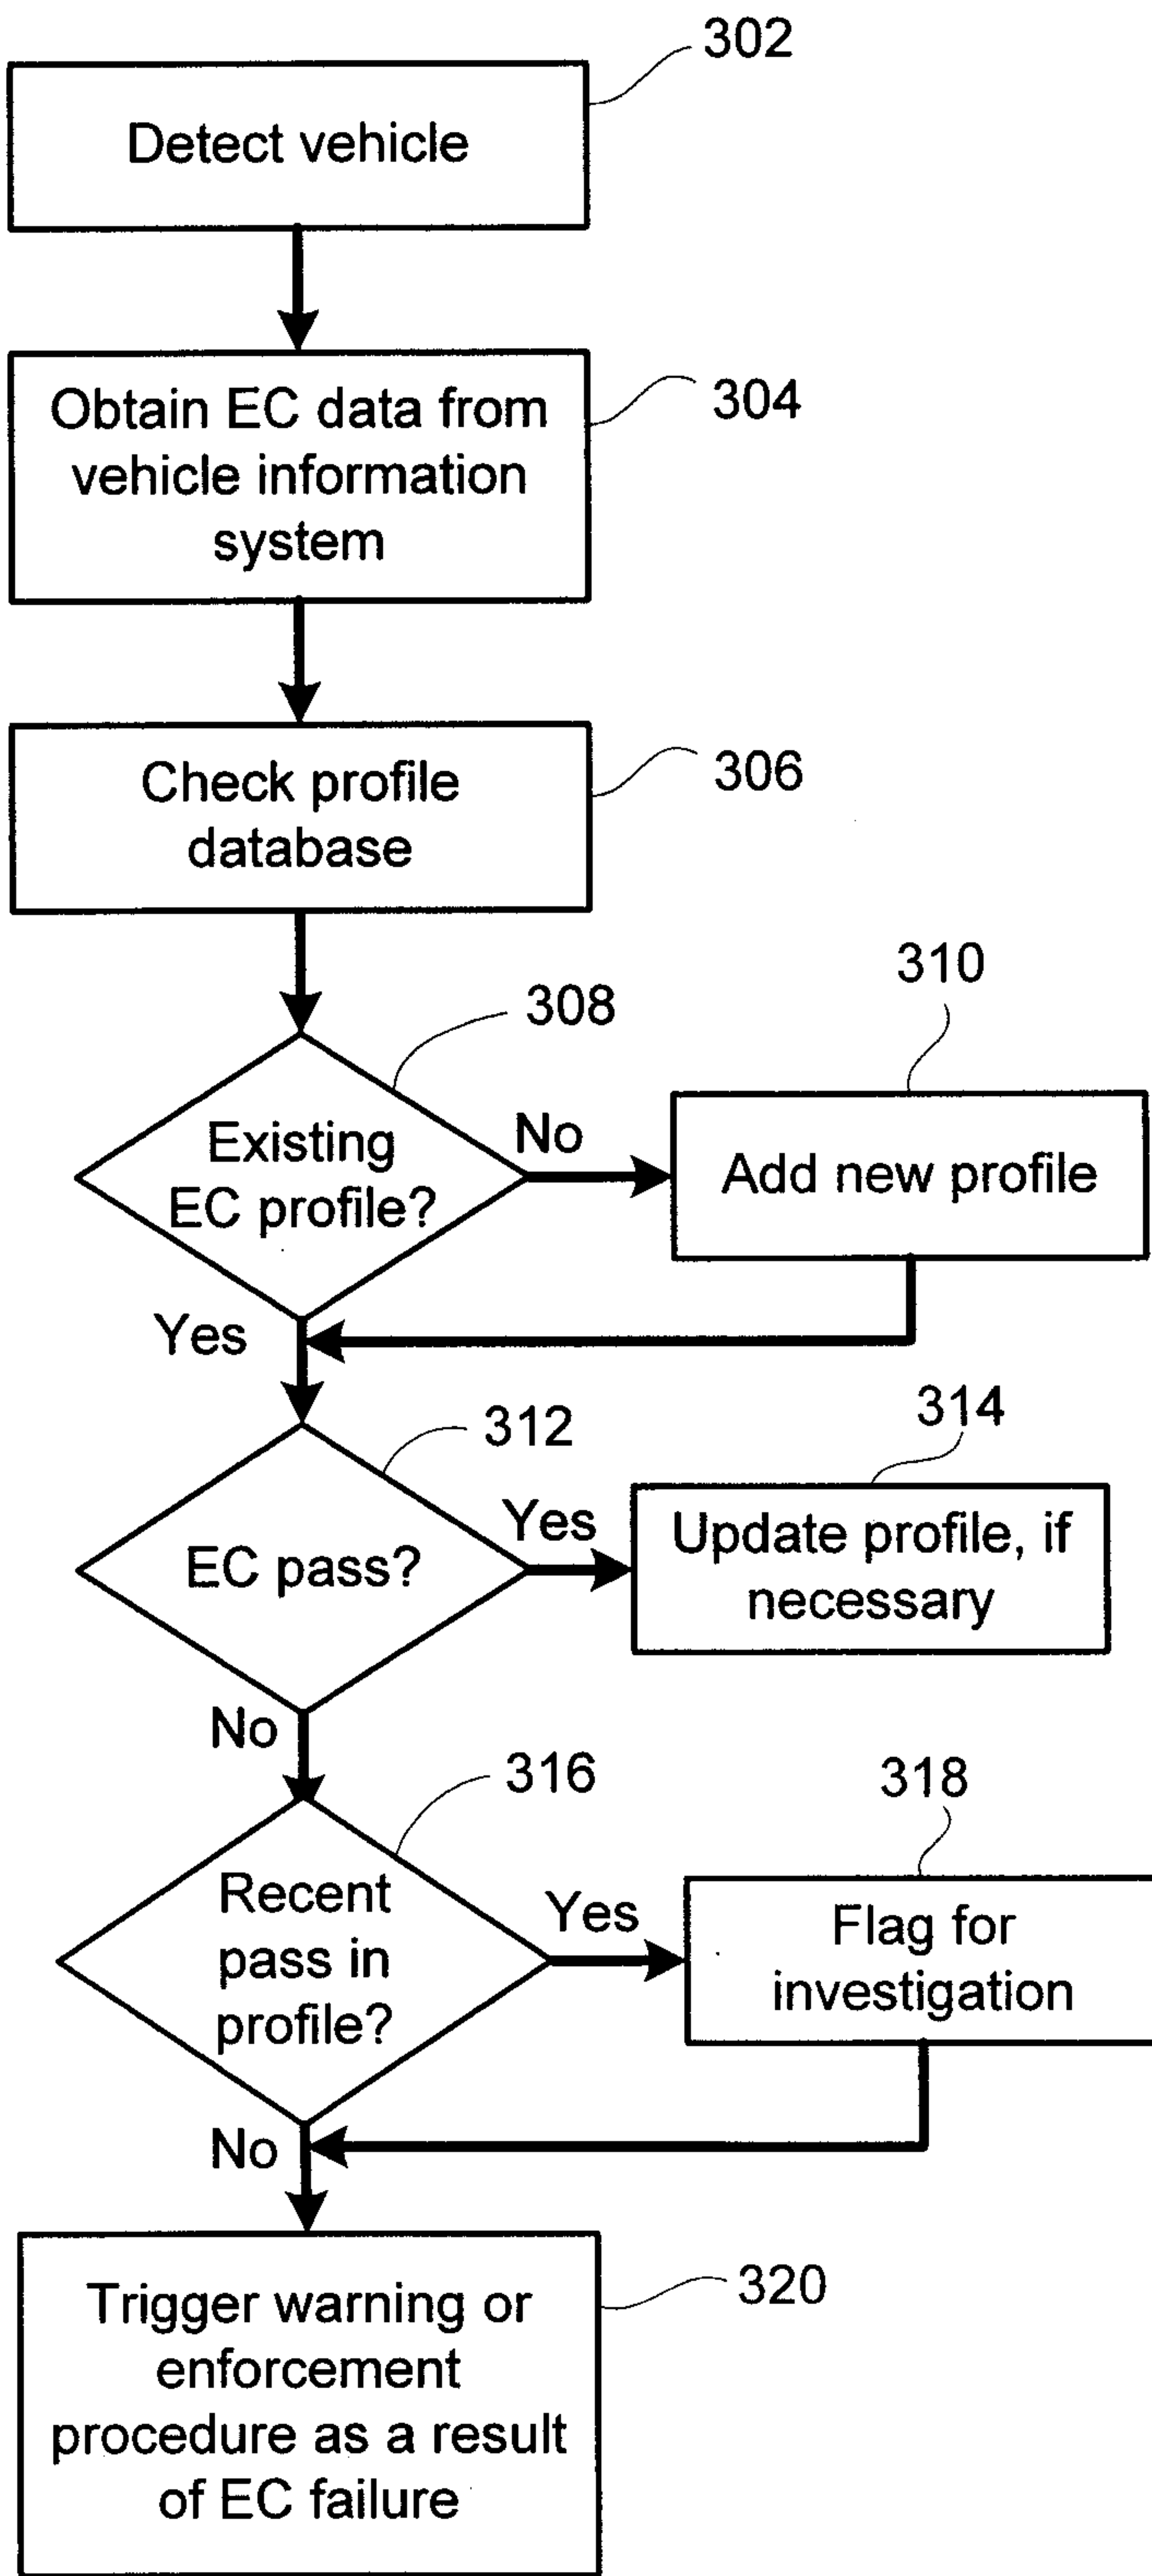 302
Detect vehicle
304
Obtain EC data from
vehicle information
system
306
Check profile
database
308
310
Existing
EC profile?
No
Add new profile
Yes
312
314
EC pass?
Yes
Update profile, if
necessary
No
316
318
Recent
pass in
profile?
Yes
Flag for
investigation
No
320
Trigger warning or
enforcement
procedure as a result
of EC failure